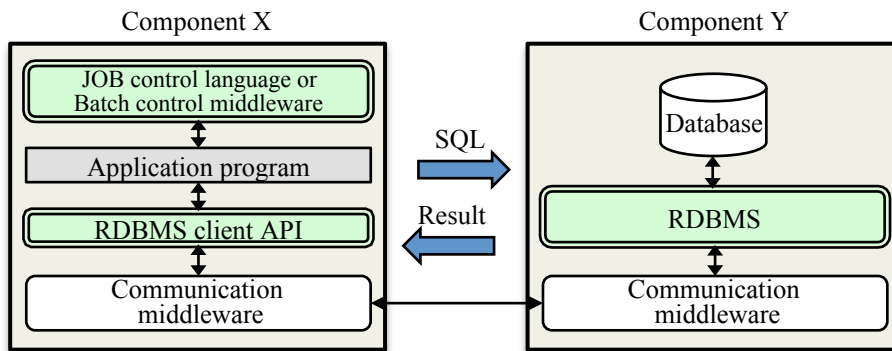 Component X
Component Y
JOB control language or
Batch control middleware
Application program
RDBMS client API
Communication
middleware
SQL
Result
Database
RDBMS
Communication
middleware